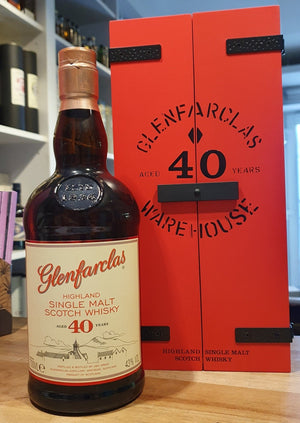 Glenfarclas
HIGHLAND
SINGLE MALT
SCOTCH WHISKY
AGED 40 YEARS
43%
GLENFARCLAS
AGED 40 YEARS
WAREHOUSE
HIGHLAND SINGLE MALT
SCOTCH WHISKY